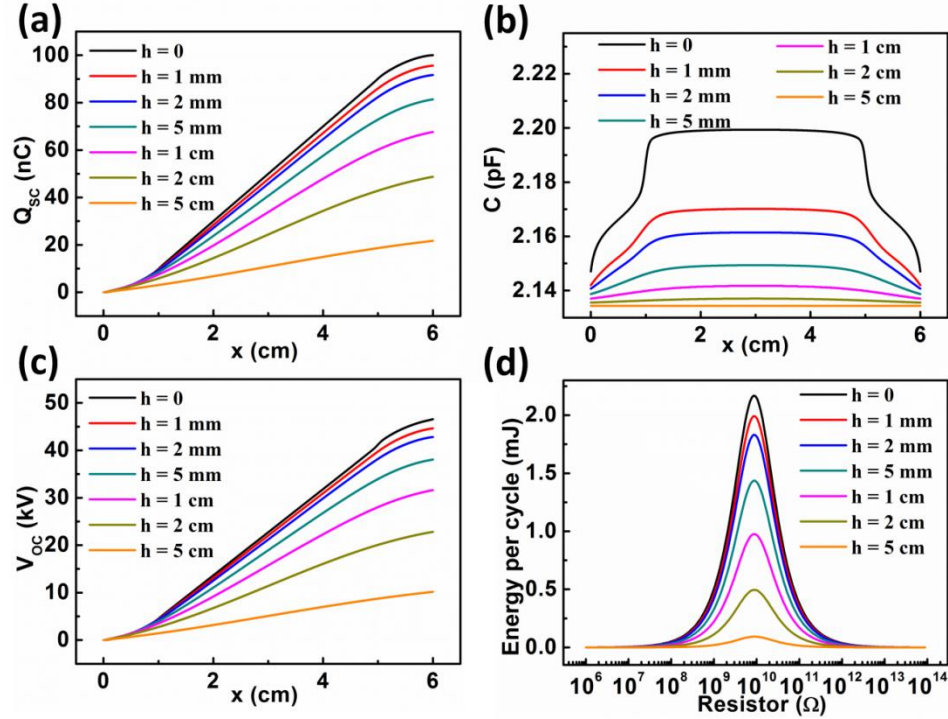 (a)
h = 0
h = 1 mm
h = 2 mm
h = 5 mm
h = 1 cm
h = 2 cm
h = 5 cm
100
80
60
40
20
0
Q_SC (nC)
0 2 4 6
x (cm)
(b)
h = 0
h = 1 mm
h = 2 mm
h = 5 mm
h = 1 cm
h = 2 cm
h = 5 cm
2.22
2.20
2.18
2.16
2.14
C (pF)
0 2 4 6
x (cm)
(c)
h = 0
h = 1 mm
h = 2 mm
h = 5 mm
h = 1 cm
h = 2 cm
h = 5 cm
50
40
30
20
10
0
V_OC (kV)
0 2 4 6
x (cm)
(d)
h = 0
h = 1 mm
h = 2 mm
h = 5 mm
h = 1 cm
h = 2 cm
h = 5 cm
2.0
1.5
1.0
0.5
0.0
Energy per cycle (mJ)
10^6 10^7 10^8 10^9 10^10 10^11 10^12 10^13 10^14
Resistor (Ω)